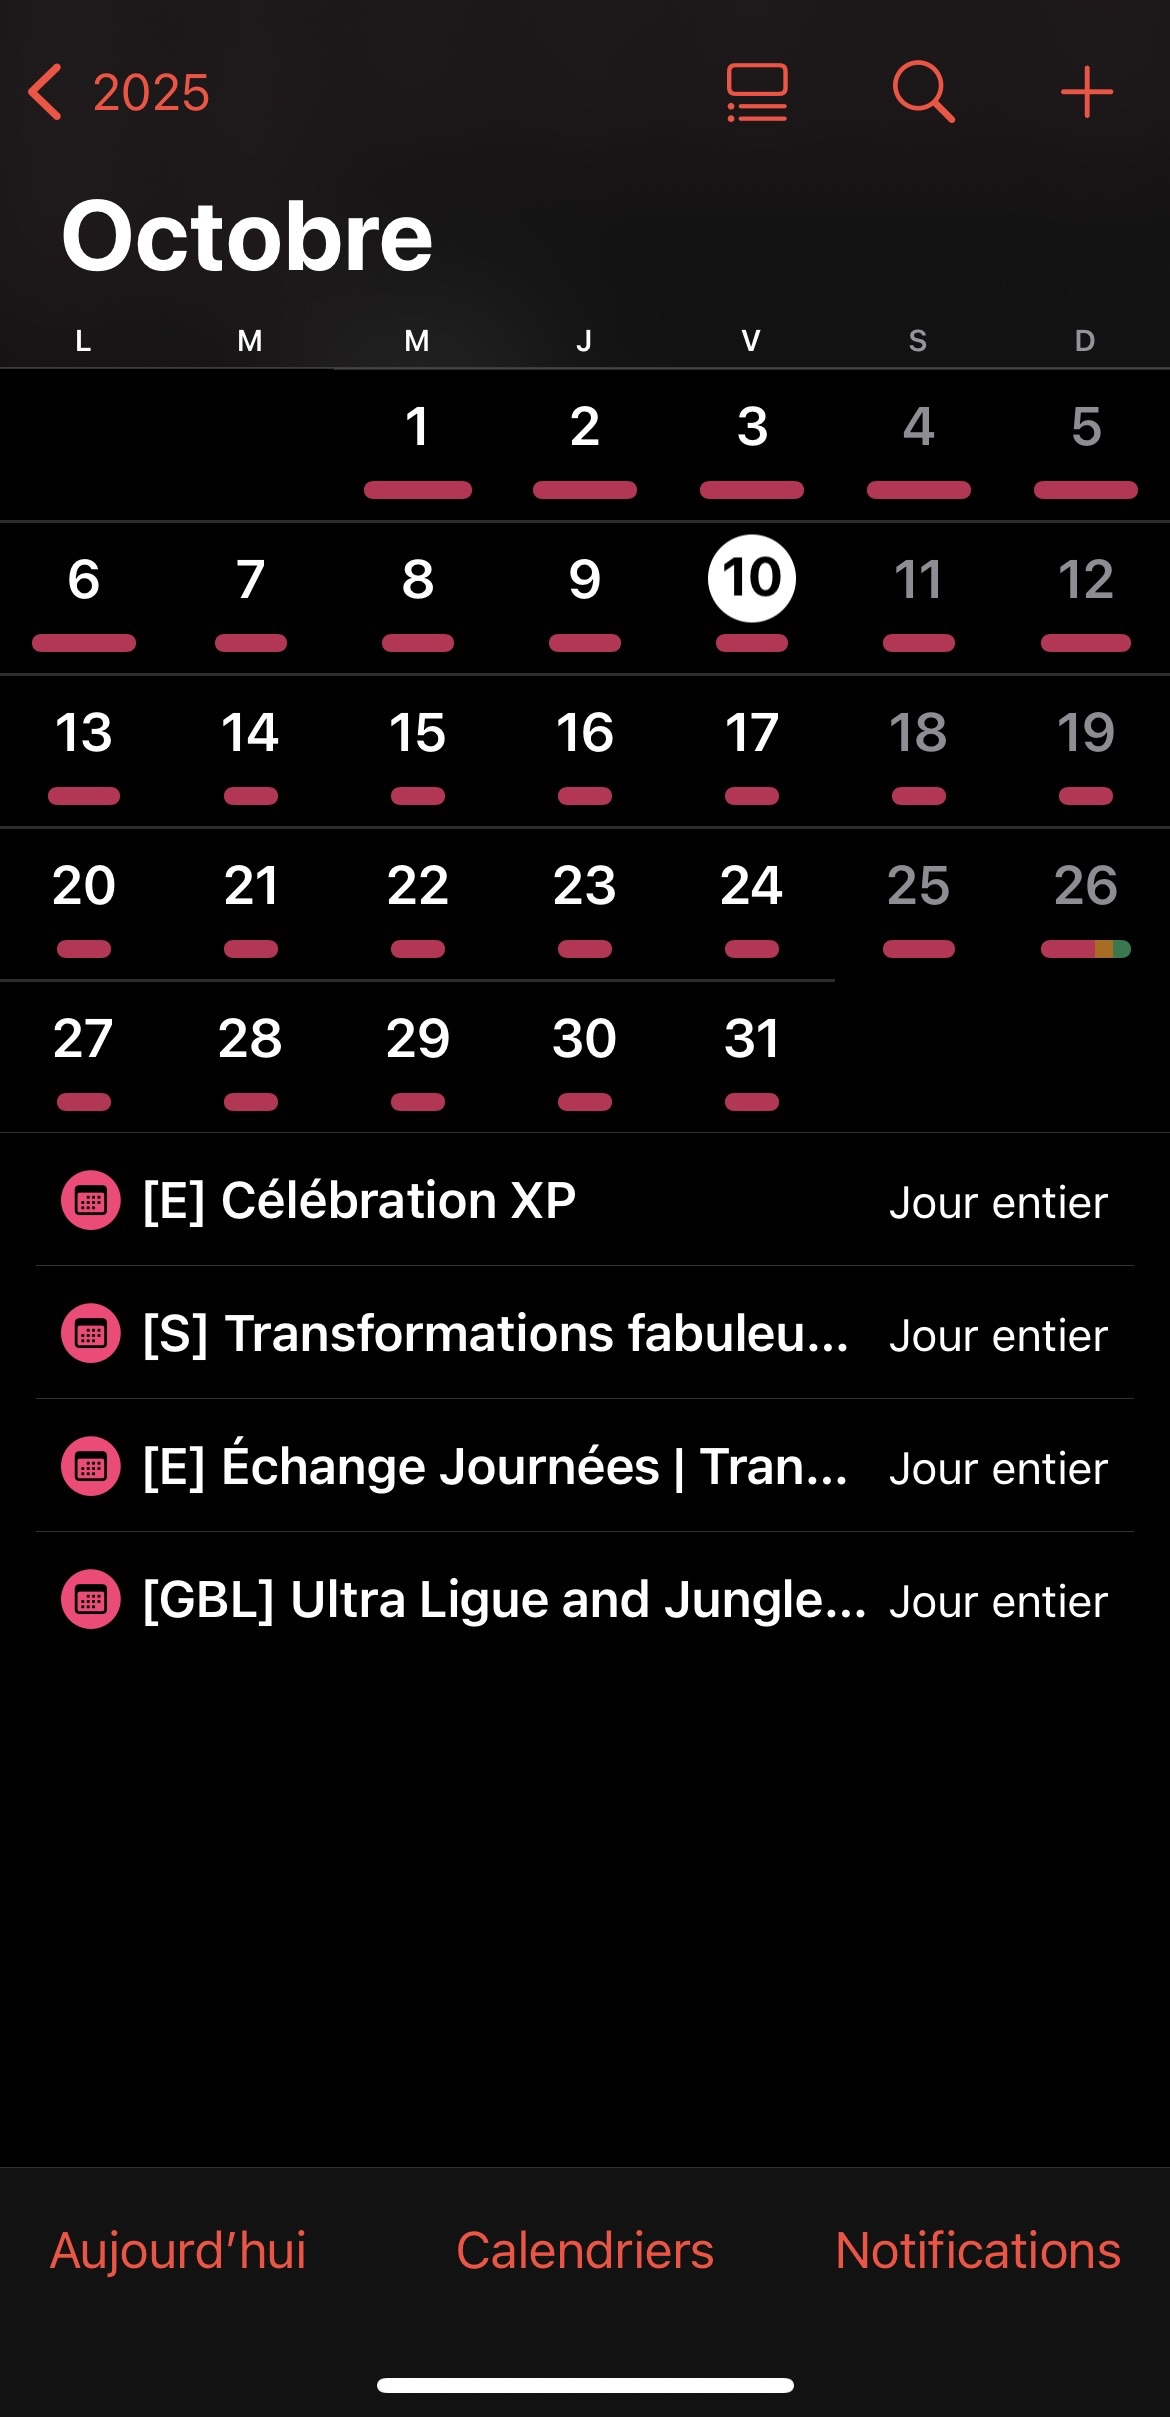 2025
Octobre
L M M J V S D
1 2 3 4 5
6 7 8 9 10 11 12
13 14 15 16 17 18 19
20 21 22 23 24 25 26
27 28 29 30 31
[E] Célébration XP Jour entier
[S] Transformations fabuleu... Jour entier
[E] Échange Journées | Tran... Jour entier
[GBL] Ultra Ligue and Jungle... Jour entier
Aujourd’hui Calendriers Notifications